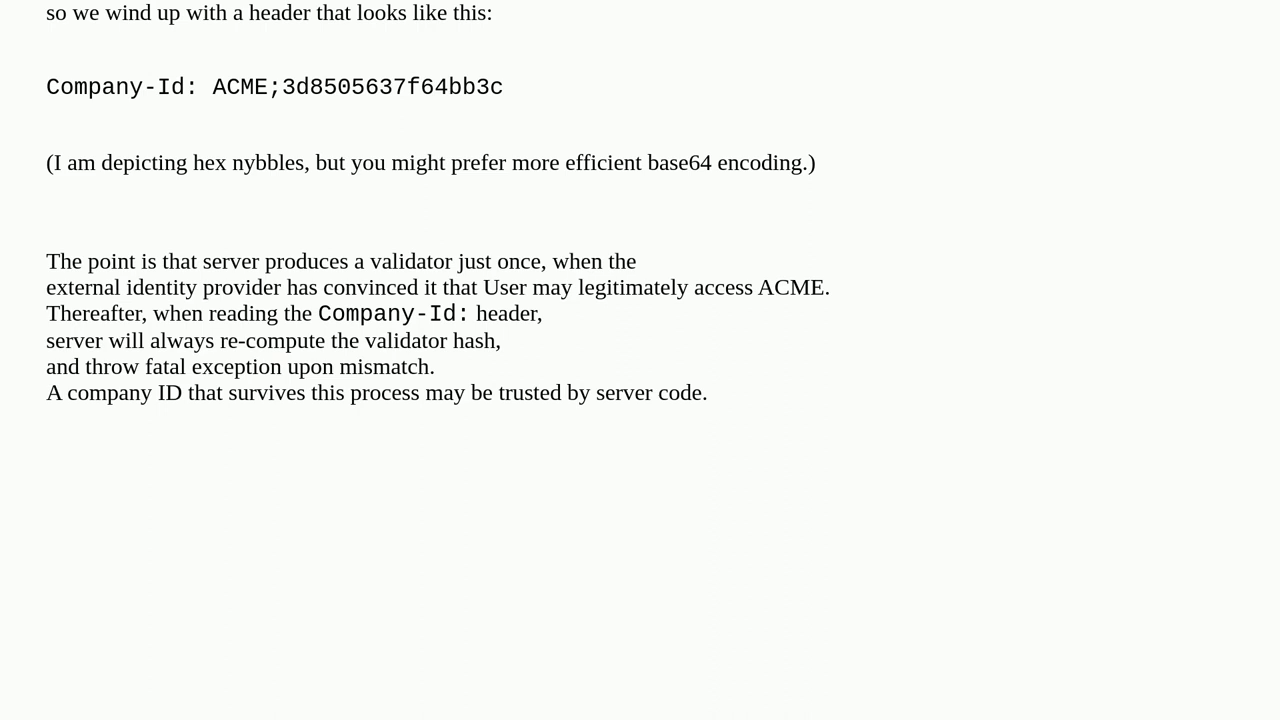 so we wind up with a header that looks like this:
Company-Id: ACME;3d8505637f64bb3c
(I am depicting hex nybbles, but you might prefer more efficient base64 encoding.)
The point is that server produces a validator just once, when the
external identity provider has convinced it that User may legitimately access ACME.
Thereafter, when reading the Company-Id: header,
server will always re-compute the validator hash,
and throw fatal exception upon mismatch.
A company ID that survives this process may be trusted by server code.